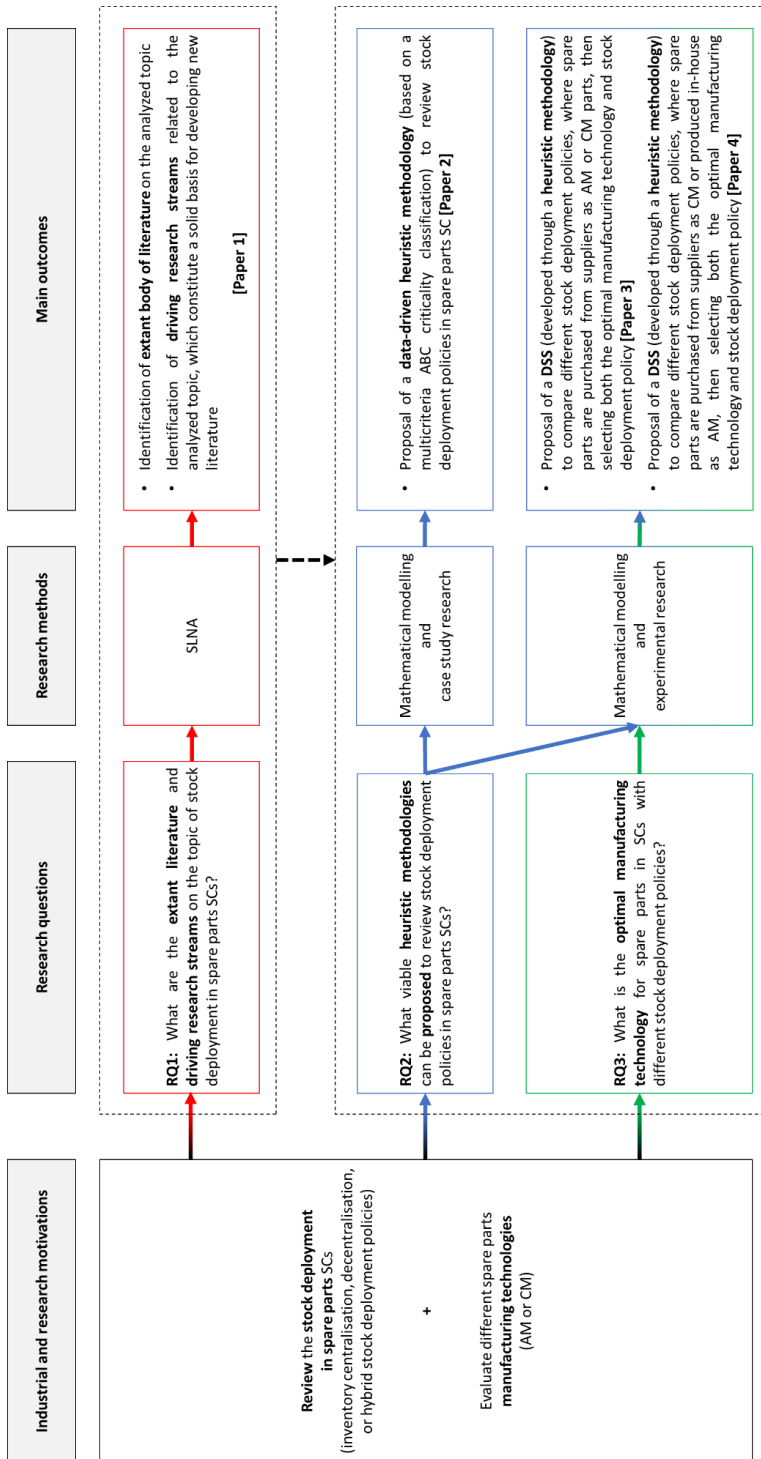 Industrial and research motivations
Research questions
Research methods
Main outcomes
Review the stock deployment
in spare parts SCs
(inventory centralisation, decentralisation,
or hybrid stock deployment policies)
+
Evaluate different spare parts
manufacturing technologies
(AM or CM)
RQ1: What are the extant literature and
driving research streams on the topic of stock
deployment in spare parts SCs?
SLNA
• Identification of extant body of literature on the analyzed topic
• Identification of driving research streams related to the
analyzed topic, which constitute a solid basis for developing new
literature
[Paper 1]
RQ2: What viable heuristic methodologies
can be proposed to review stock deployment
policies in spare parts SCs?
Mathematical modelling
and
case study research
• Proposal of a data-driven heuristic methodology (based on a
multicriteria ABC criticality classification) to review stock
deployment policies in spare parts SC [Paper 2]
RQ3: What is the optimal manufacturing
technology for spare parts in SCs with
different stock deployment policies?
Mathematical modelling
and
experimental research
• Proposal of a DSS (developed through a heuristic methodology)
to compare different stock deployment policies, where spare
parts are purchased from suppliers as AM or CM parts, then
selecting both the optimal manufacturing technology and stock
deployment policy [Paper 3]
• Proposal of a DSS (developed through a heuristic methodology)
to compare different stock deployment policies, where spare
parts are purchased from suppliers as CM or produced in-house
as AM, then selecting both the optimal manufacturing
technology and stock deployment policy [Paper 4]